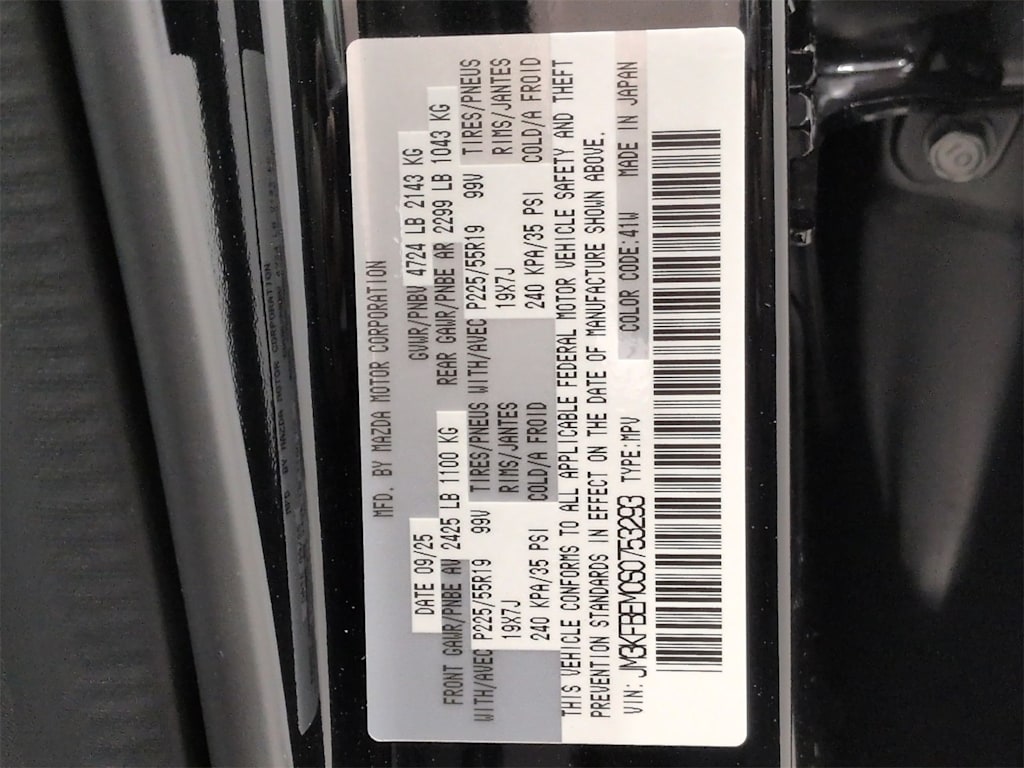 MFD. BY MAZDA MOTOR CORPORATION
DATE 09/25 GVWR/PNBV 4724 LB 2143 KG
FRONT GAWR/PNBE AV 2425 LB 1100 KG REAR GAWR/PNBE AR 2299 LB 1043 KG
WITH/AVEC P225/55R19 99V TIRES/PNEUS WITH/AVEC P225/55R19 99V TIRES/PNEUS
19X7J RIMS/JANTES 19X7J RIMS/JANTES
240 KPA/35 PSI COLD/A FROID 240 KPA/35 PSI COLD/A FROID
THIS VEHICLE CONFORMS TO ALL APPLICABLE FEDERAL MOTOR VEHICLE SAFETY AND THEFT
PREVENTION STANDARDS IN EFFECT ON THE DATE OF MANUFACTURE SHOWN ABOVE.
VIN: JM3KFBEM0S0753293 TYPE:MPV COLOR CODE:41W MADE IN JAPAN